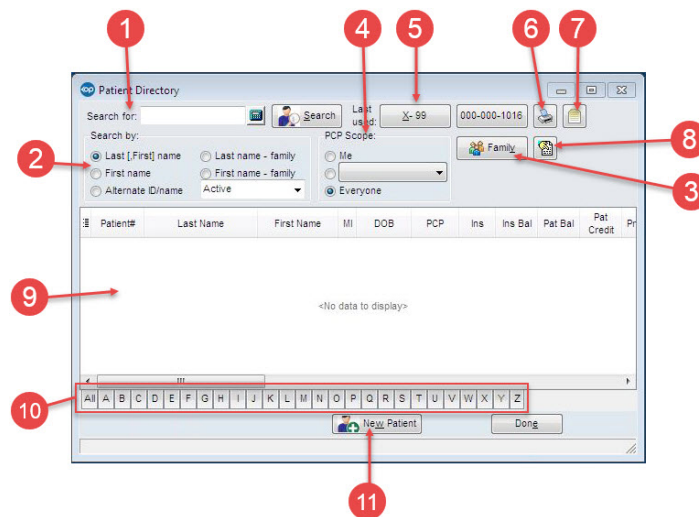 1
4
5
6
7
Patient Directory
Search for:
Search
Last used:
X- 99
000-000-1016
Search by:
PCP Scope:
8
2
Last [,First] name
Last name - family
Me
Family
First name
First name - family
3
Alternate ID/name
Active
Everyone
Patient#
Last Name
First Name
MI
DOB
PCP
Ins
Ins Bal
Pat Bal
Pat Credit
Pr
9
<No data to display>
10
All A B C D E F G H I J K L M N O P Q R S T U V W X Y Z
New Patient
Done
11